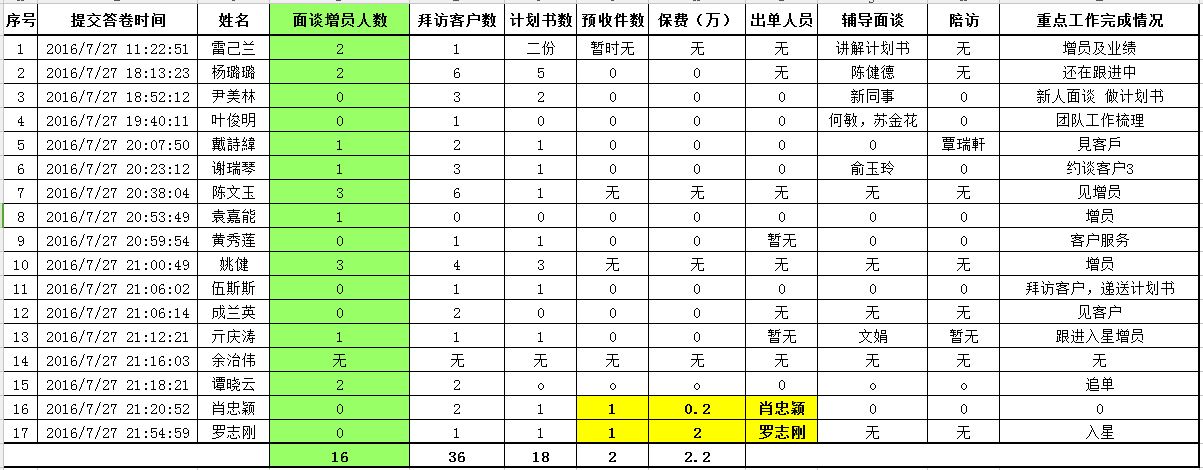 序号 提交答卷时间 姓名 面谈增员人数 拜访客户数 计划书数 预收件数 保费（万） 出单人员 辅导面谈 陪访 重点工作完成情况
1 2016/7/27 11:22:51 雷己兰 2 1 二份 暂时无 无 无 讲解计划书 无 增员及业绩
2 2016/7/27 18:13:23 杨璐璐 2 6 5 0 0 无 陈健德 无 还在跟进中
3 2016/7/27 18:52:12 尹美林 0 3 2 0 0 0 新同事 0 新人面谈 做计划书
4 2016/7/27 19:40:11 叶俊明 0 1 0 0 0 0 何敏，苏金花 0 团队工作梳理
5 2016/7/27 20:07:50 戴詩緯 1 2 1 0 0 0 0 覃瑞軒 見客戶
6 2016/7/27 20:23:12 谢瑞琴 1 3 1 0 0 0 俞玉玲 0 约谈客户3
7 2016/7/27 20:38:04 陈文玉 3 6 1 无 无 无 无 无 见增员
8 2016/7/27 20:53:49 袁嘉能 1 0 0 0 0 0 0 0 增员
9 2016/7/27 20:59:54 黄秀莲 0 1 1 0 0 暂无 0 0 客户服务
10 2016/7/27 21:00:49 姚健 3 4 3 无 无 无 无 无 增员
11 2016/7/27 21:06:02 伍斯斯 0 1 1 0 0 0 0 0 拜访客户，递送计划书
12 2016/7/27 21:06:14 成兰英 0 2 0 0 0 无 无 无 见客户
13 2016/7/27 21:12:21 亓庆涛 1 1 1 0 0 暂无 文娟 暂无 跟进入星增员
14 2016/7/27 21:16:03 余治伟 无 无 无 无 无 无 无 无 无
15 2016/7/27 21:18:21 谭晓云 2 2 o o o 0 o o 追单
16 2016/7/27 21:20:52 肖忠颖 0 2 1 1 0.2 肖忠颖 0 0 0
17 2016/7/27 21:54:59 罗志刚 0 1 1 1 2 罗志刚 无 无 入星
16 36 18 2 2.2